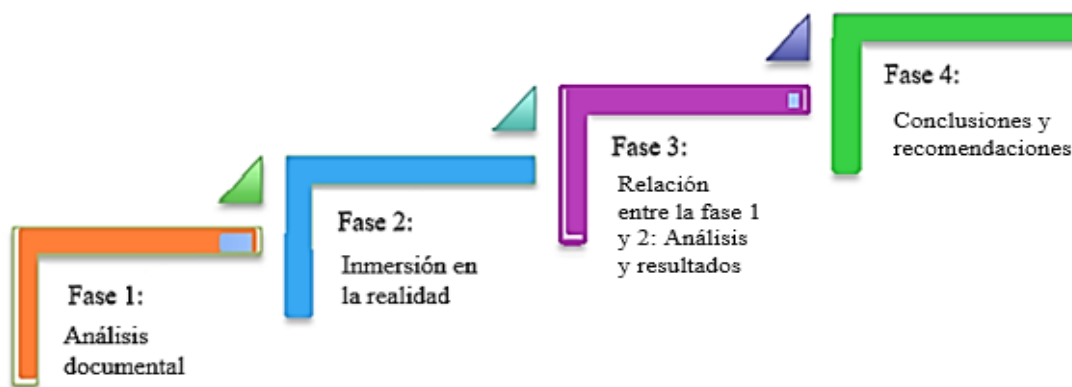 Fase 1:
Análisis
documental
Fase 2:
Inmersión en
la realidad
Fase 3:
Relación
entre la fase 1
y 2: Análisis
y resultados
Fase 4:
Conclusiones y
recomendaciones